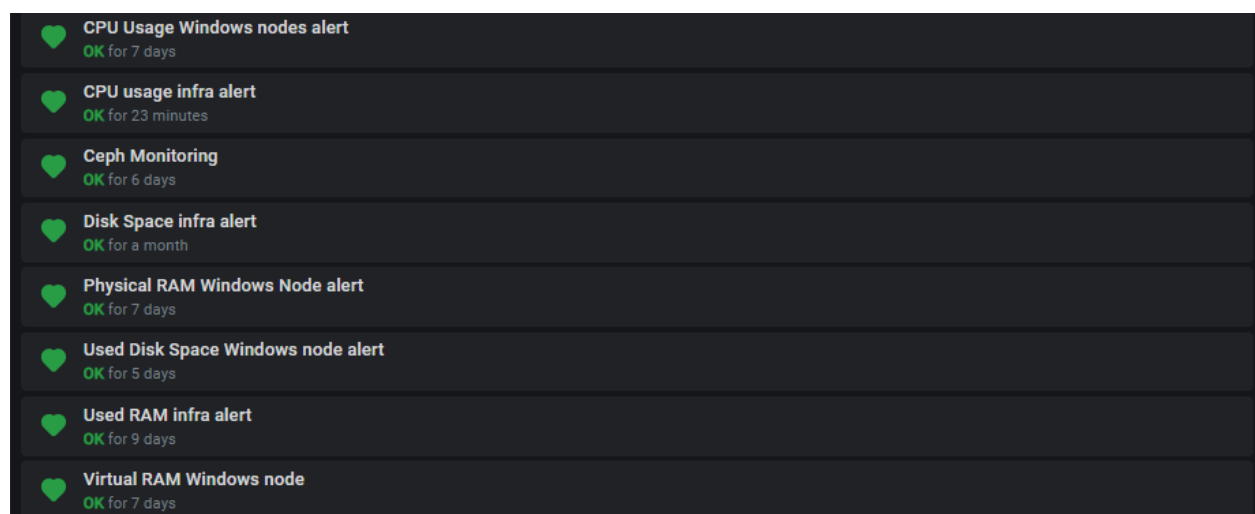 CPU Usage Windows nodes alert
OK for 7 days
CPU usage infra alert
OK for 23 minutes
Ceph Monitoring
OK for 6 days
Disk Space infra alert
OK for a month
Physical RAM Windows Node alert
OK for 7 days
Used Disk Space Windows node alert
OK for 5 days
Used RAM infra alert
OK for 9 days
Virtual RAM Windows node
OK for 7 days